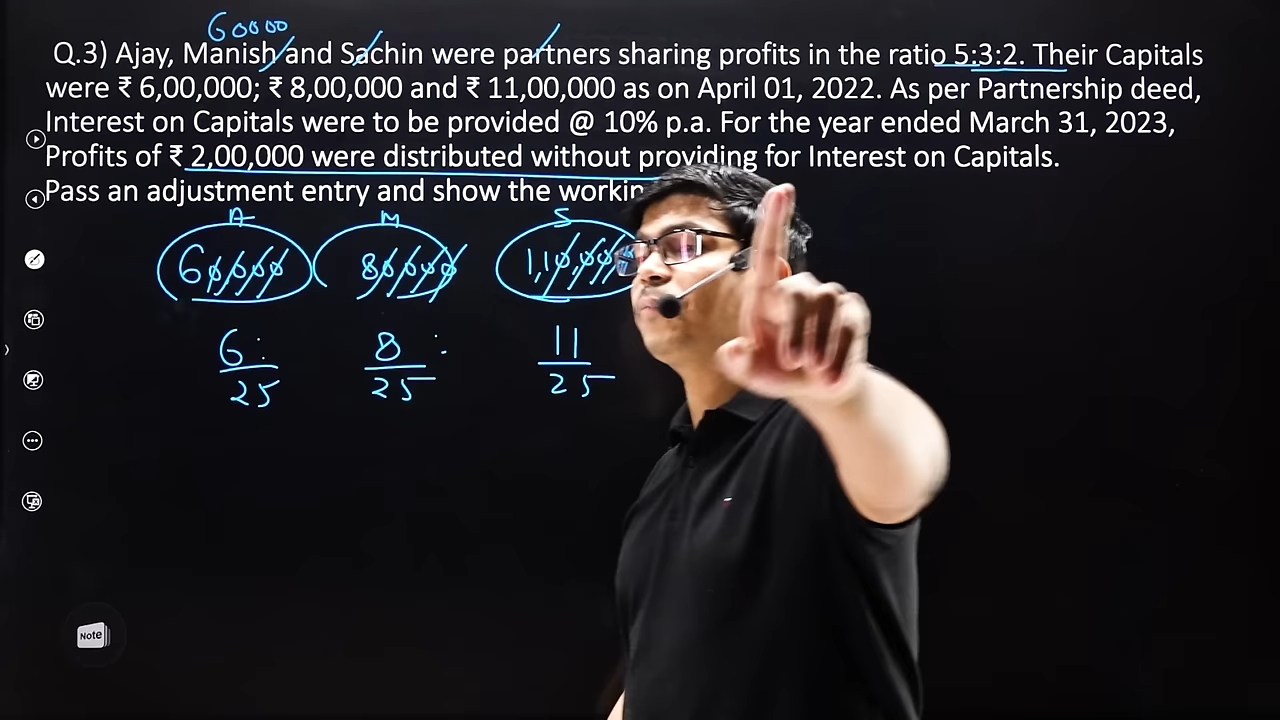 60000
Q.3) Ajay, Manish and Sachin were partners sharing profits in the ratio 5:3:2. Their Capitals
were ₹ 6,00,000; ₹ 8,00,000 and ₹ 11,00,000 as on April 01, 2022. As per Partnership deed,
Interest on Capitals were to be provided @ 10% p.a. For the year ended March 31, 2023,
Profits of ₹ 2,00,000 were distributed without providing for Interest on Capitals.
Pass an adjustment entry and show the workin
A M S
60000 80000 1,10,00
6 : 8 : 11
25 25 25
Note